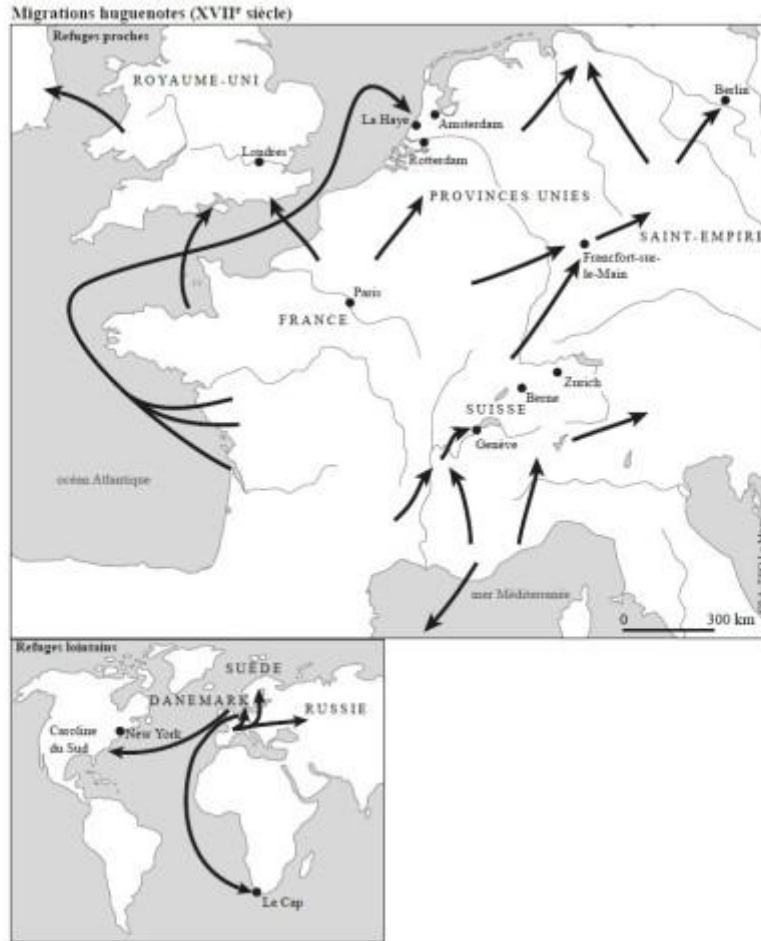 Migrations huguenotes (XVIIᵉ siècle)
Refuges proches
ROYAUME-UNI
Londres
La Haye
Amsterdam
Rotterdam
Berlin
PROVINCES UNIES
SAINT-EMPIRE
Francfort-sur-
le-Main
Paris
FRANCE
Zurich
Berne
SUISSE
Genève
océan Atlantique
mer Méditerranée
0 300 km
Refuges lointains
SUÈDE
DANEMARK
RUSSIE
Caroline
du Sud
New York
Le Cap